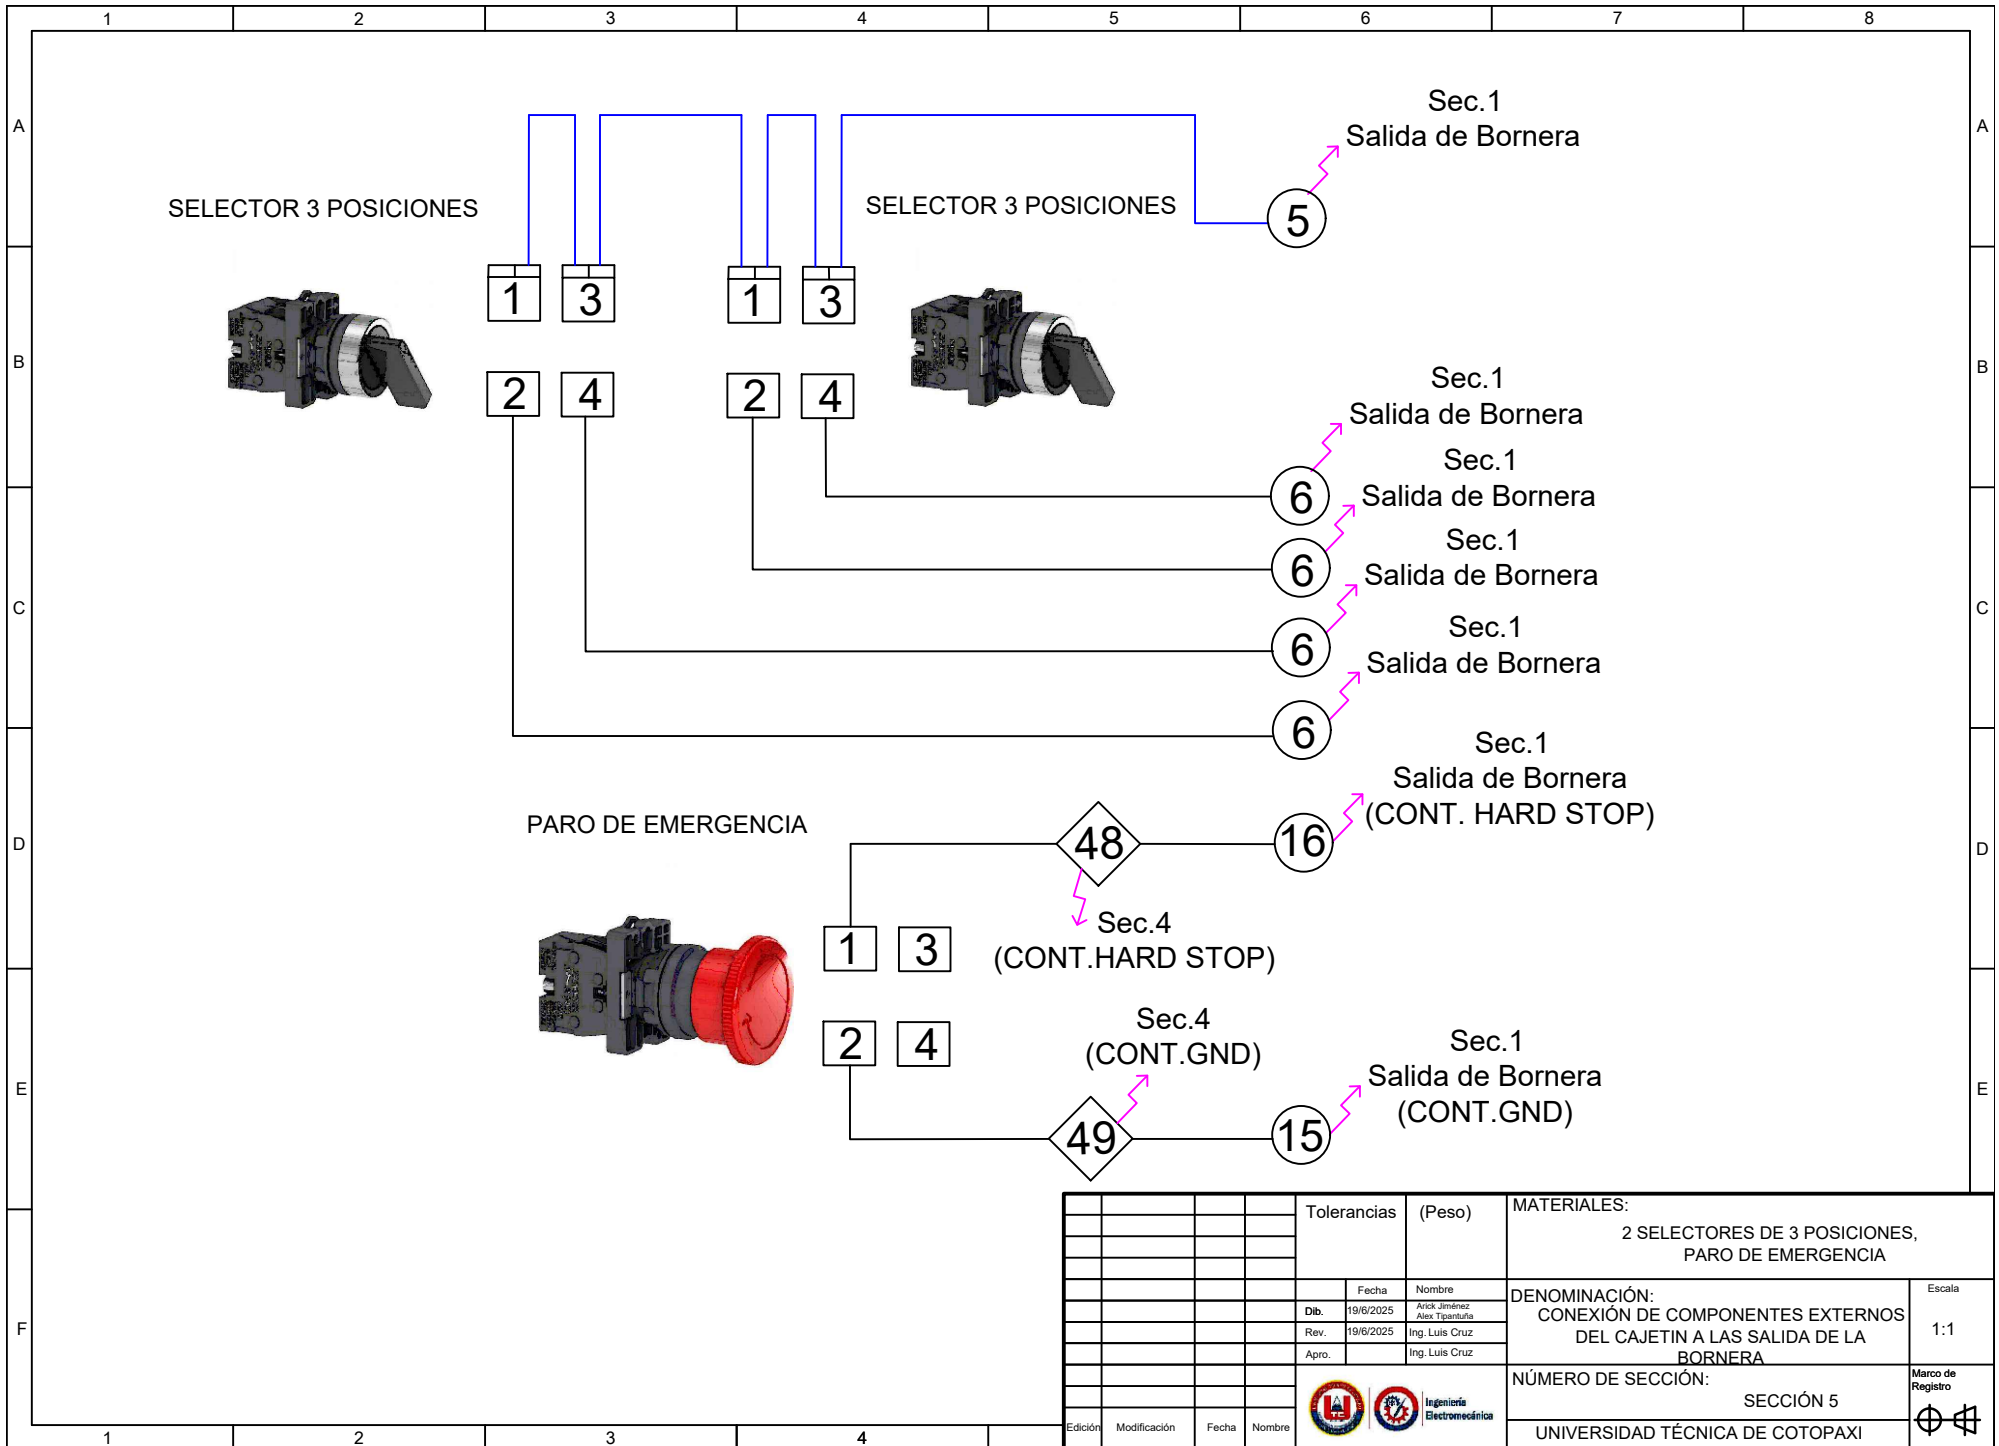 1 2 3 4 5 6 7 8
A A
Sec.1
Salida de Bornera
SELECTOR 3 POSICIONES
SELECTOR 3 POSICIONES
5
1 3 1 3
B B
2 4 2 4
Sec.1
Salida de Bornera
6
Sec.1
Salida de Bornera
6
Sec.1
Salida de Bornera
C C
6
Sec.1
Salida de Bornera
6
Sec.1
Salida de Bornera
(CONT. HARD STOP)
PARO DE EMERGENCIA
D D
48 16
Sec.4
(CONT.HARD STOP)
1 3
Sec.4
(CONT.GND)
2 4
Sec.1
Salida de Bornera
(CONT.GND)
E E
49 15
Tolerancias (Peso)
MATERIALES:
2 SELECTORES DE 3 POSICIONES,
PARO DE EMERGENCIA
Fecha Nombre
Dib. 19/6/2025 Arick Jiménez
Alex Tipantuña
Rev. 19/6/2025 Ing. Luis Cruz
Apro. Ing. Luis Cruz
DENOMINACIÓN:
CONEXIÓN DE COMPONENTES EXTERNOS
DEL CAJETIN A LAS SALIDA DE LA
BORNERA
Escala
1:1
F
NÚMERO DE SECCIÓN:
SECCIÓN 5
Marco de
Registro
Ingeniería
Electromecánica
Edición Modificación Fecha Nombre
UNIVERSIDAD TÉCNICA DE COTOPAXI
1 2 3 4